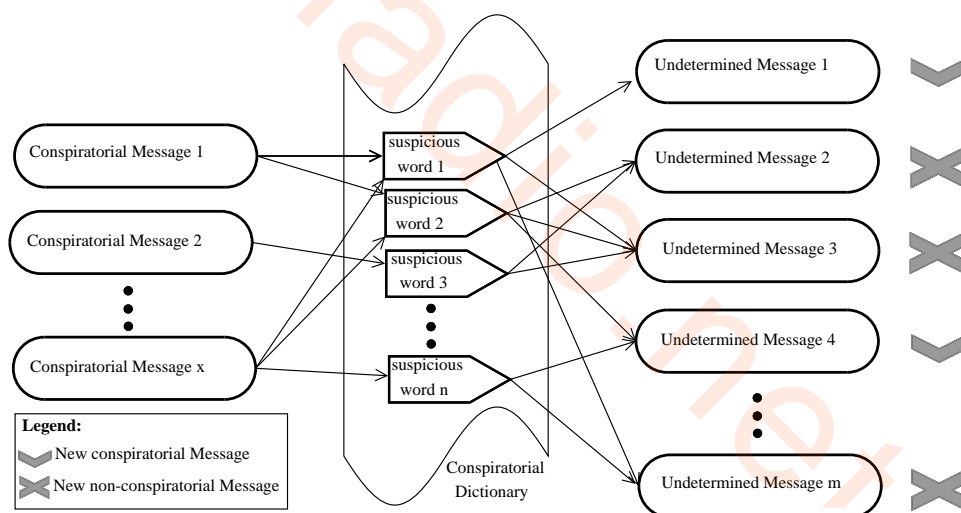 Conspiratorial Message 1
Conspiratorial Message 2
Conspiratorial Message x
suspicious
word 1
suspicious
word 2
suspicious
word 3
suspicious
word n
Conspiratorial
Dictionary
Undetermined Message 1
Undetermined Message 2
Undetermined Message 3
Undetermined Message 4
Undetermined Message m
Legend:
New conspiratorial Message
New non-conspiratorial Message
adio.net